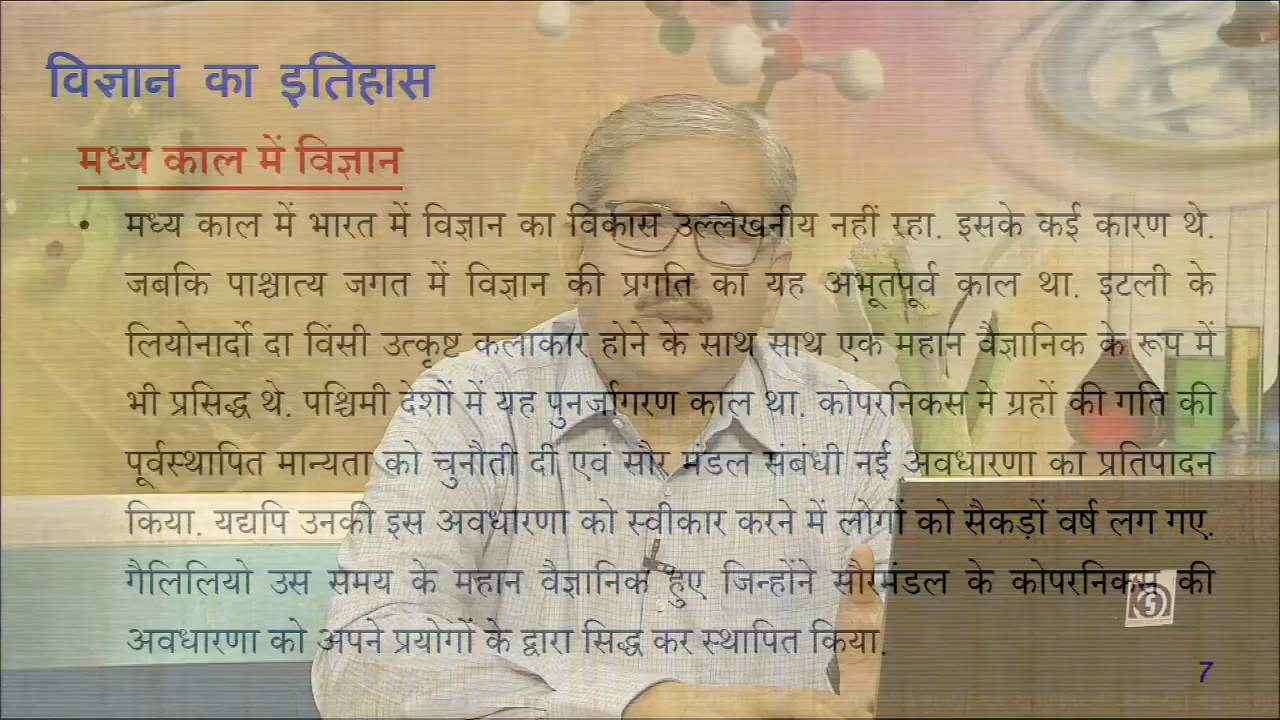 विज्ञान का इतिहास
मध्य काल में विज्ञान
• मध्य काल में भारत में विज्ञान का विकास उल्लेखनीय नहीं रहा. इसके कई कारण थे.
जबकि पाश्चात्य जगत में विज्ञान की प्रगति का यह अभूतपूर्व काल था. इटली के
लियोनार्दो दा विंसी उत्कृष्ट कलाकार होने के साथ साथ एक महान वैज्ञानिक के रूप में
भी प्रसिद्ध थे. पश्चिमी देशों में यह पुनर्जागरण काल था. कोपरनिकस ने ग्रहों की गति की
पूर्वस्थापित मान्यता को चुनौती दी एवं सौर मंडल संबंधी नई अवधारणा का प्रतिपादन
किया. यद्यपि उनकी इस अवधारणा को स्वीकार करने में लोगों को सैकड़ों वर्ष लग गए.
गैलिलियो उस समय के महान वैज्ञानिक हुए जिन्होंने सौरमंडल के कोपरनिकस की
अवधारणा को अपने प्रयोगों के द्वारा सिद्ध कर स्थापित किया.
7